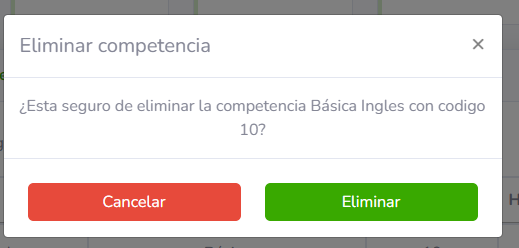 Eliminar competencia
×
¿Esta seguro de eliminar la competencia Básica Ingles con codigo
10?
Cancelar
Eliminar